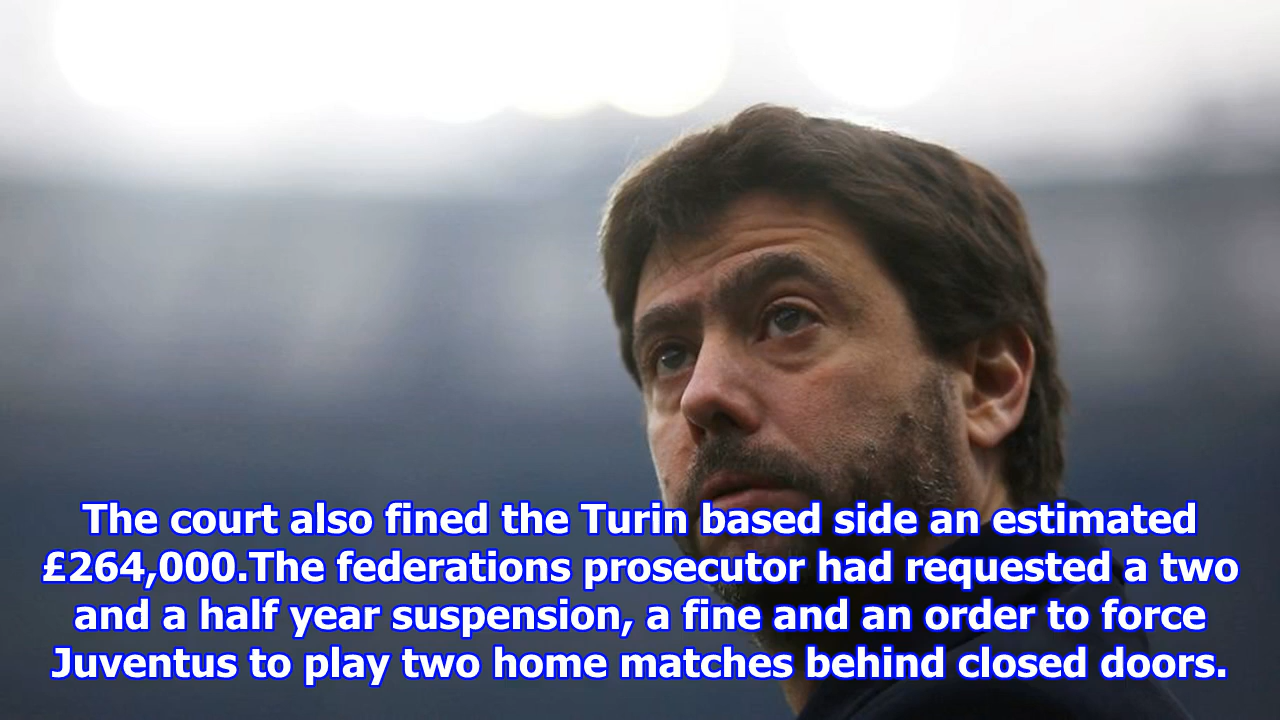 The court also fined the Turin based side an estimated
£264,000.The federations prosecutor had requested a two
and a half year suspension, a fine and an order to force
Juventus to play two home matches behind closed doors.